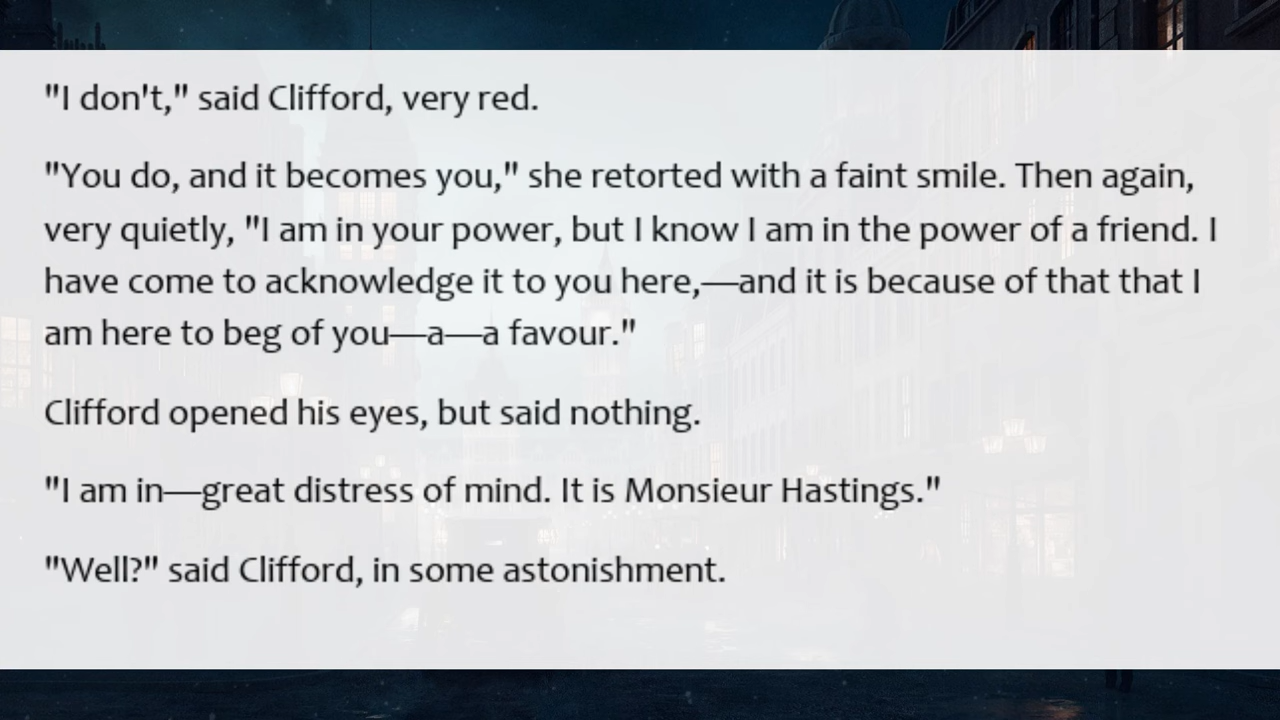 "I don't," said Clifford, very red.
"You do, and it becomes you," she retorted with a faint smile. Then again,
very quietly, "I am in your power, but I know I am in the power of a friend. I
have come to acknowledge it to you here,—and it is because of that that I
am here to beg of you—a—a favour."
Clifford opened his eyes, but said nothing.
"I am in—great distress of mind. It is Monsieur Hastings."
"Well?" said Clifford, in some astonishment.